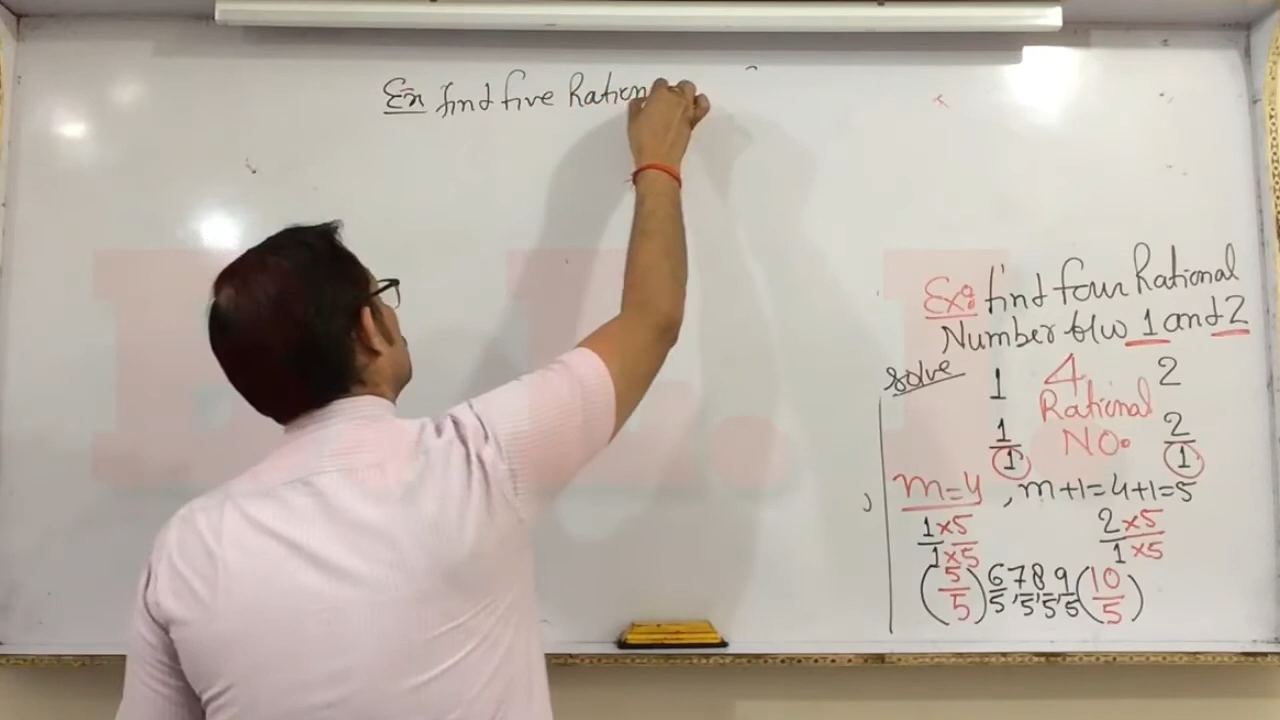 Ex find five Ration
Ex: find four Rational
Number b/w 1 and 2
solve
1 4 2
Rational
1/1 NO. 2/1
m=4 , m+1=4+1=5
1×5/1×5 2×5/1×5
(5/5) 6/5, 7/5, 8/5, 9/5 (10/5)